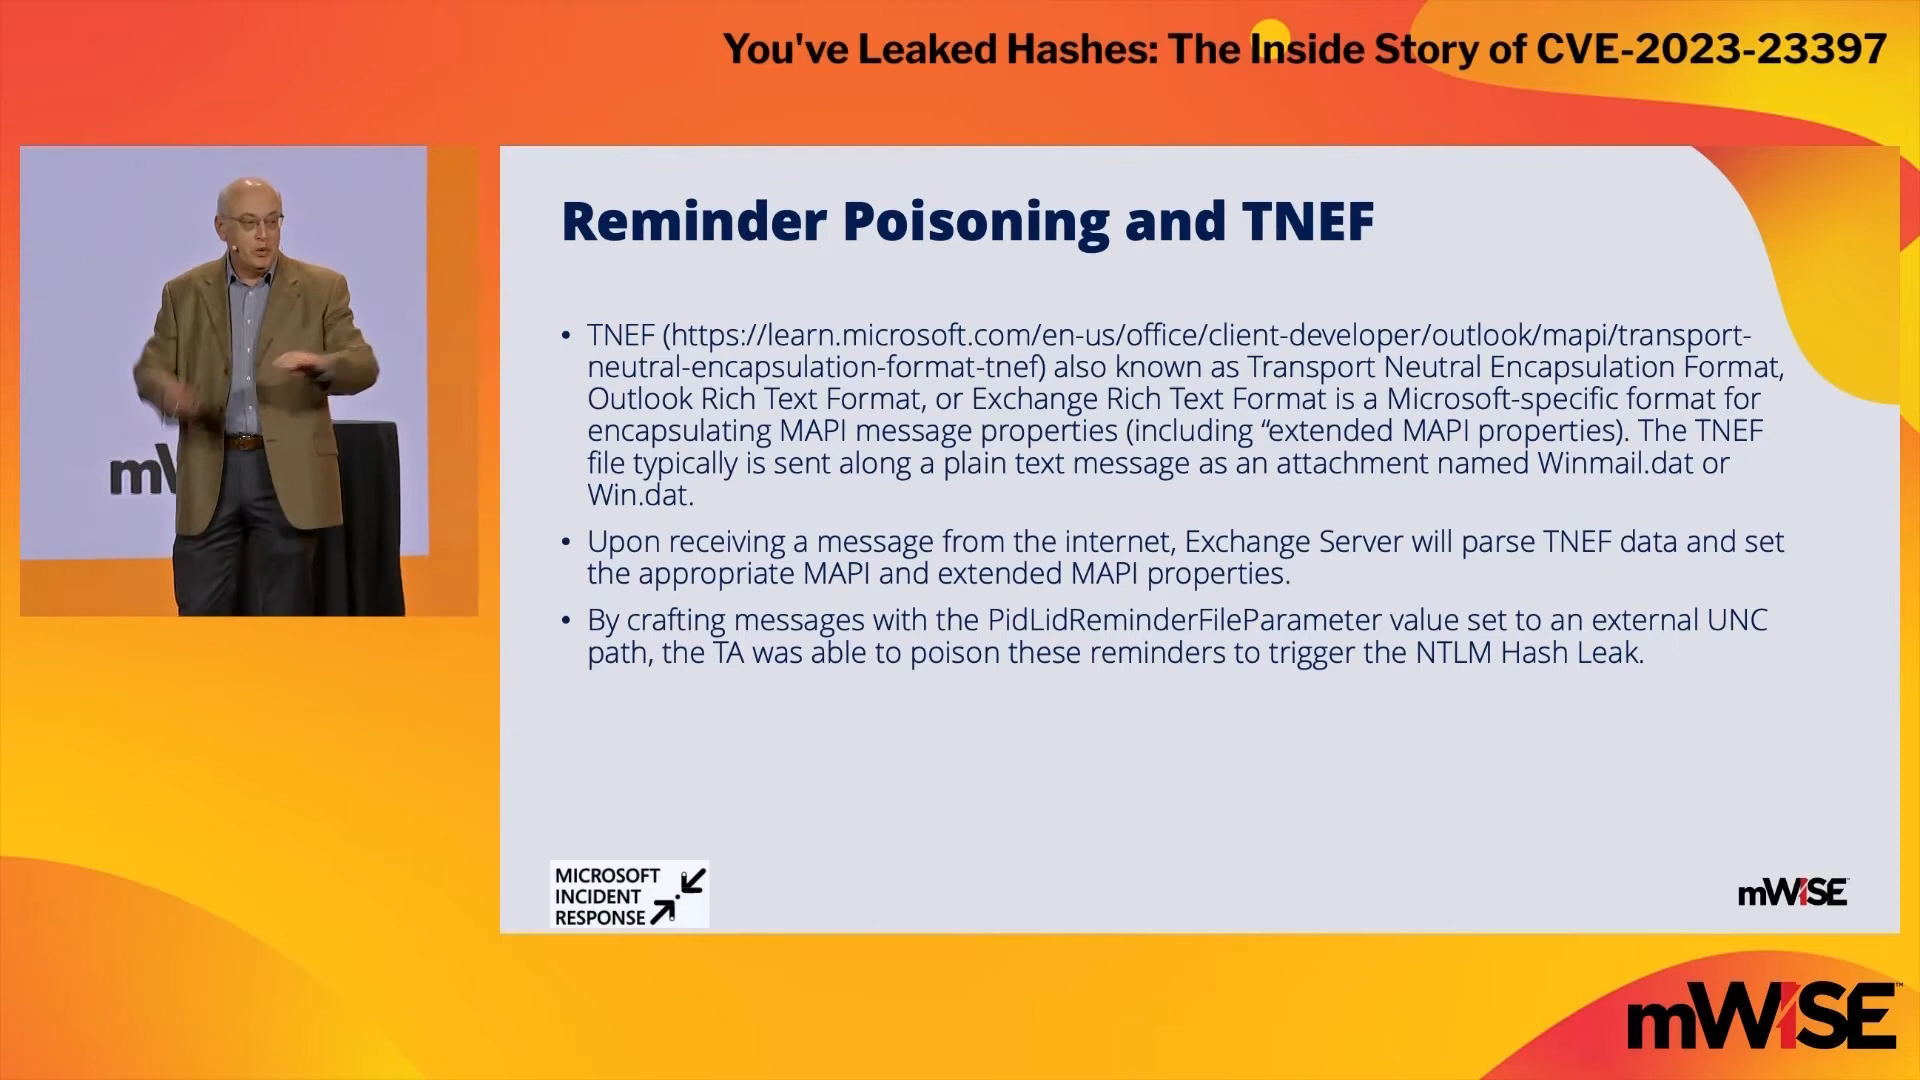 You've Leaked Hashes: The Inside Story of CVE-2023-23397
mW
Reminder Poisoning and TNEF
• TNEF (https://learn.microsoft.com/en-us/office/client-developer/outlook/mapi/transport-
neutral-encapsulation-format-tnef) also known as Transport Neutral Encapsulation Format,
Outlook Rich Text Format, or Exchange Rich Text Format is a Microsoft-specific format for
encapsulating MAPI message properties (including “extended MAPI properties). The TNEF
file typically is sent along a plain text message as an attachment named Winmail.dat or
Win.dat.
• Upon receiving a message from the internet, Exchange Server will parse TNEF data and set
the appropriate MAPI and extended MAPI properties.
• By crafting messages with the PidLidReminderFileParameter value set to an external UNC
path, the TA was able to poison these reminders to trigger the NTLM Hash Leak.
MICROSOFT
INCIDENT
RESPONSE
mWISE
mWISE™